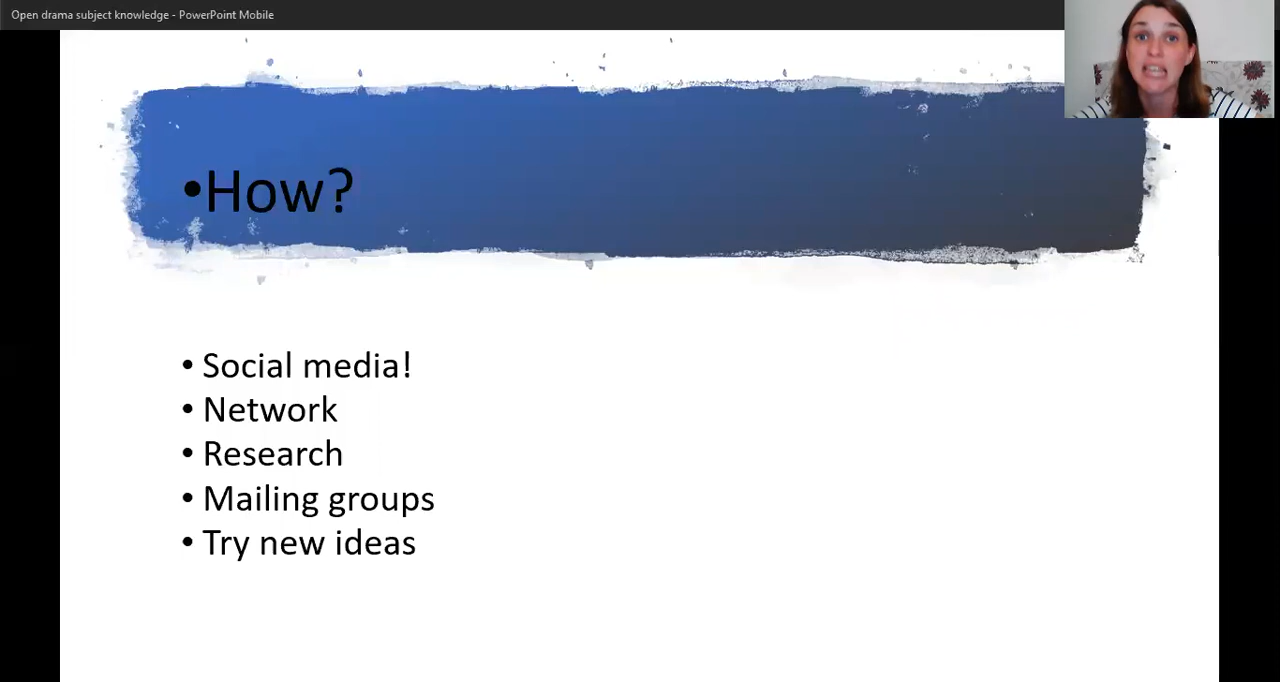 Open drama subject knowledge - PowerPoint Mobile
•How?
• Social media!
• Network
• Research
• Mailing groups
• Try new ideas